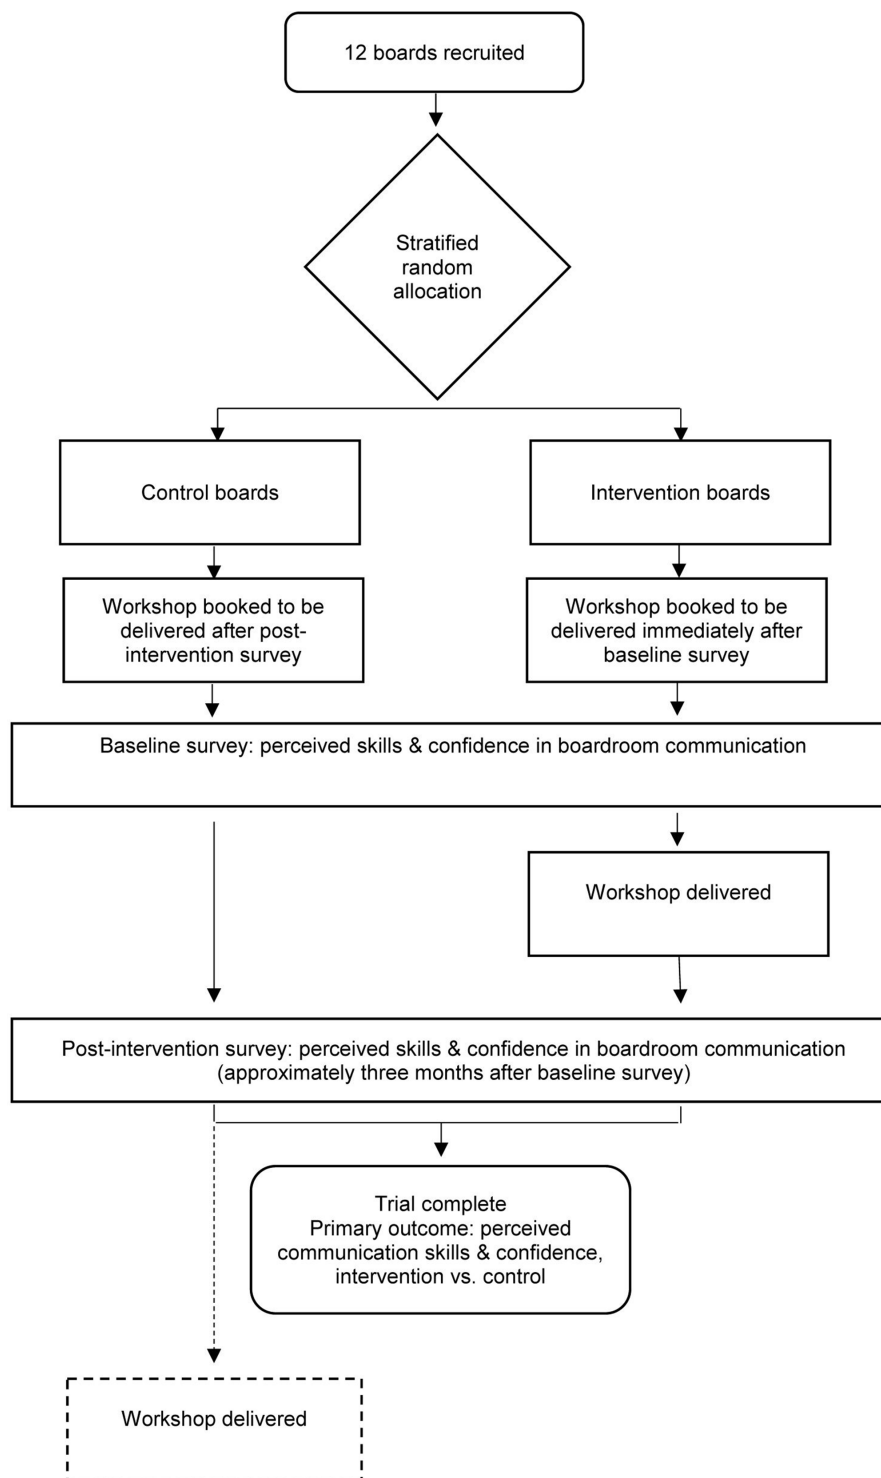 12 boards recruited
Stratified
random
allocation
Control boards
Intervention boards
Workshop booked to be
delivered after post-
intervention survey
Workshop booked to be
delivered immediately after
baseline survey
Baseline survey: perceived skills & confidence in boardroom communication
Workshop delivered
Post-intervention survey: perceived skills & confidence in boardroom communication
(approximately three months after baseline survey)
Trial complete
Primary outcome: perceived
communication skills & confidence,
intervention vs. control
Workshop delivered